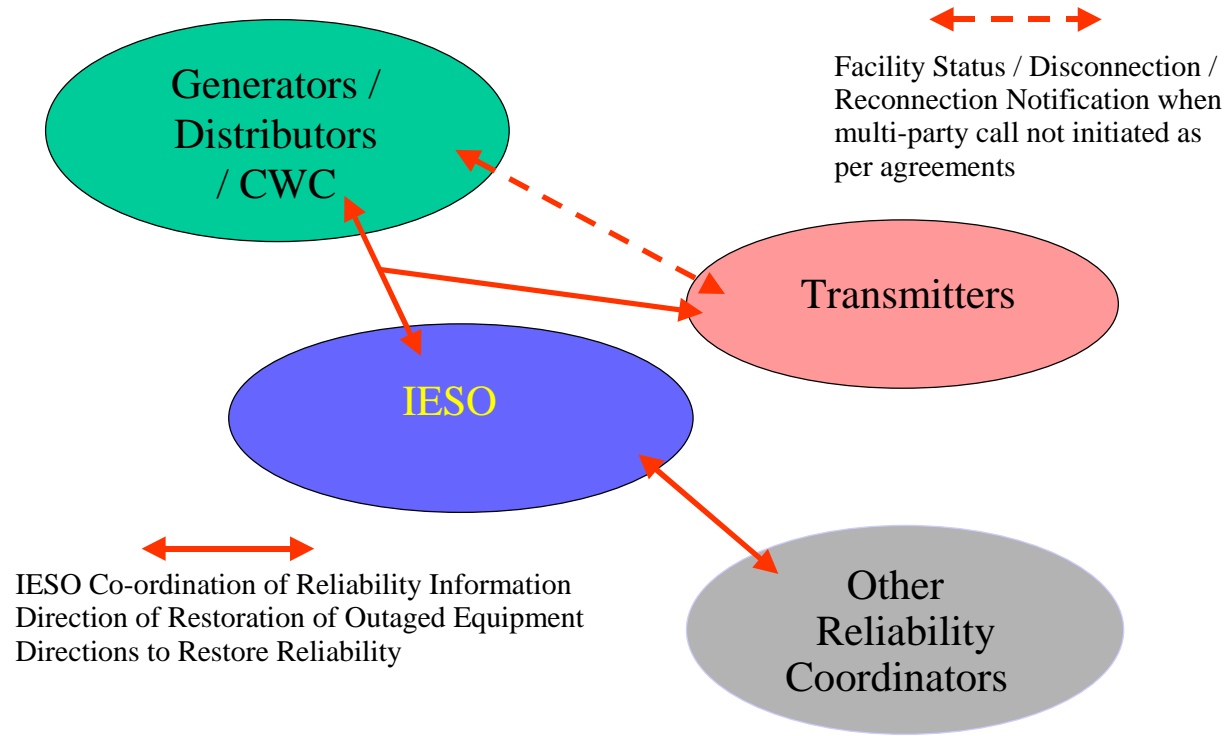 Generators /
Distributors
/ CWC
Facility Status / Disconnection /
Reconnection Notification when
multi-party call not initiated as
per agreements
Transmitters
IESO
IESO Co-ordination of Reliability Information
Direction of Restoration of Outaged Equipment
Directions to Restore Reliability
Other
Reliability
Coordinators